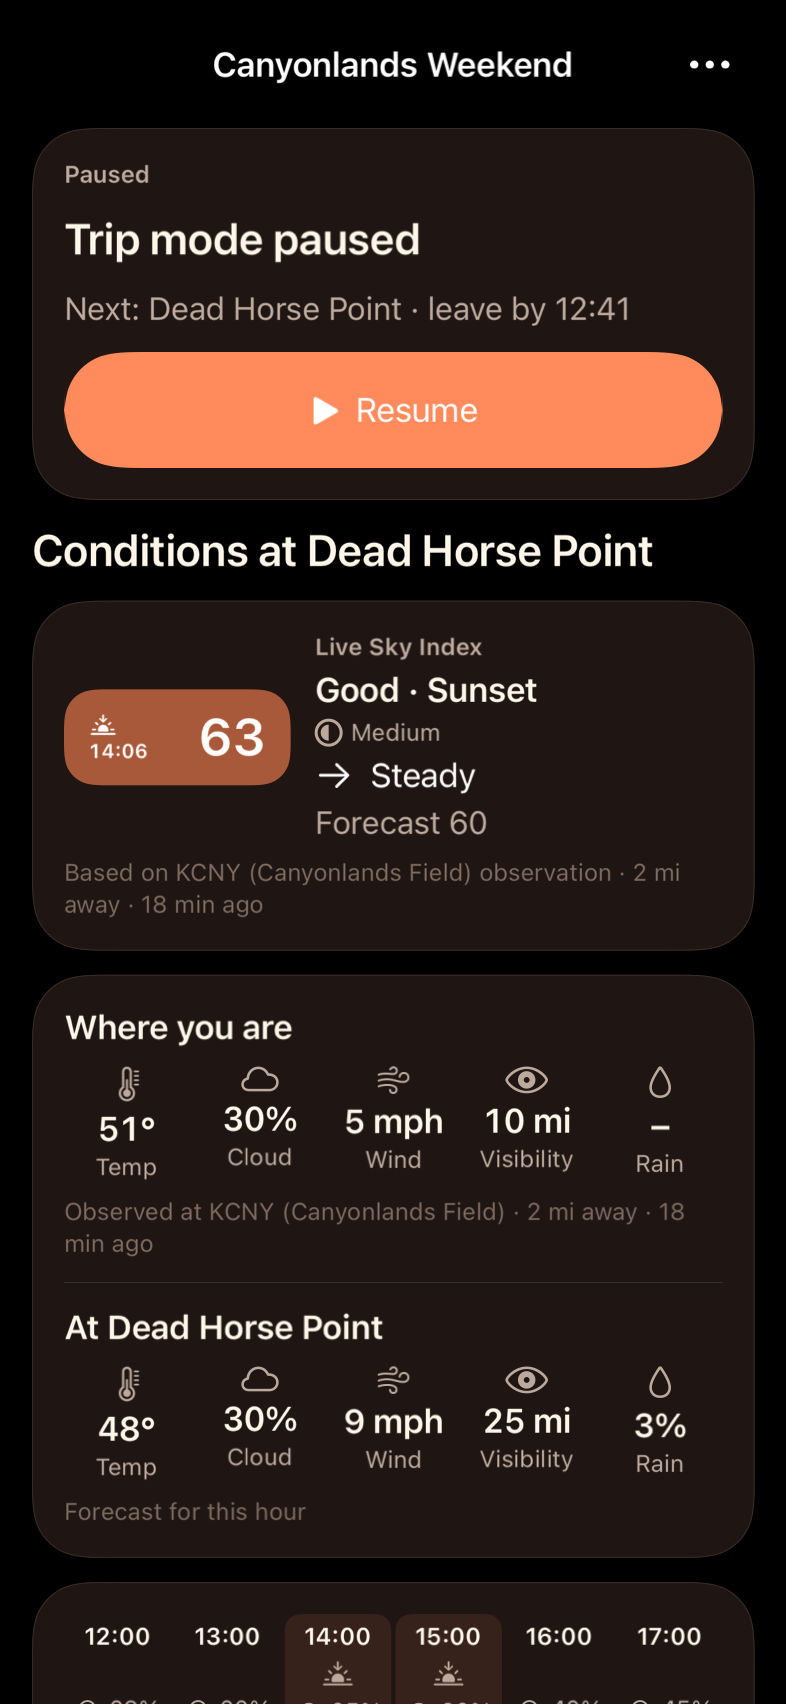 Canyonlands Weekend
Paused
Trip mode paused
Next: Dead Horse Point · leave by 12:41
Resume
Conditions at Dead Horse Point
Live Sky Index
Good · Sunset
14:06
63
Medium
Steady
Forecast 60
Based on KCNY (Canyonlands Field) observation · 2 mi
away · 18 min ago
Where you are
51° 30% 5 mph 10 mi –
Temp Cloud Wind Visibility Rain
Observed at KCNY (Canyonlands Field) · 2 mi away · 18
min ago
At Dead Horse Point
48° 30% 9 mph 25 mi 3%
Temp Cloud Wind Visibility Rain
Forecast for this hour
12:00 13:00 14:00 15:00 16:00 17:00